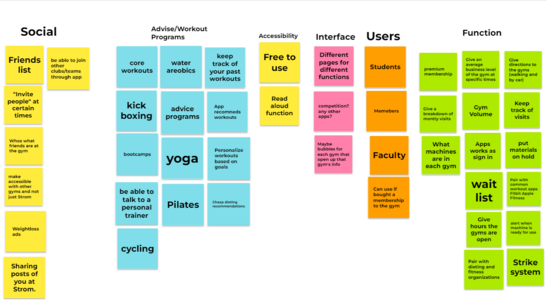 Social
Friends
list
be able to join
other
clubs/teams
through app
"Invite
people" at
certain
times
friends are
at the gym
make
accessible
with other
gyms and not
just Strom
Weightloss
ads
Sharing
posts of
you at
Strom.
Advise/Workout
Programs
core
workouts
water
areobics
keep
track of
your past
workouts
kick
boxing
advice
programs
App
recommeds
workouts
bootcamps
yoga
Personalize
workouts
based on
goals
be able to
talk to a
personal
trainer
Pilates
dieting
recommendations
cycling
Accessibility
Free to
use
Read
aloud
function
Interface
Different
pages for
different
functions
competition?
any other
apps?
Maybe
bubbles for
each gym that
open up that
gym's info
Users
Students
Faculty
Can use if
bought a
membership to
the gym
Function
premium
membership
Give an
average business
level of the gym
at specific times
Give
directions to
the gyms
(walking and
by car)
Give a
breakdown of
montly visits
Gym
Volume
Keep
track of
visits
What
machines
are in
each gym
Apps
works as
sign in
put
materials
on hold
wait
list
Pair with
common
workout apps
Fitbit Apple
Fitness
Give
hours the
gyms are
open
alert when
machine is
ready for use
Pair with
dieting and
fitness
organizations
Strike
system